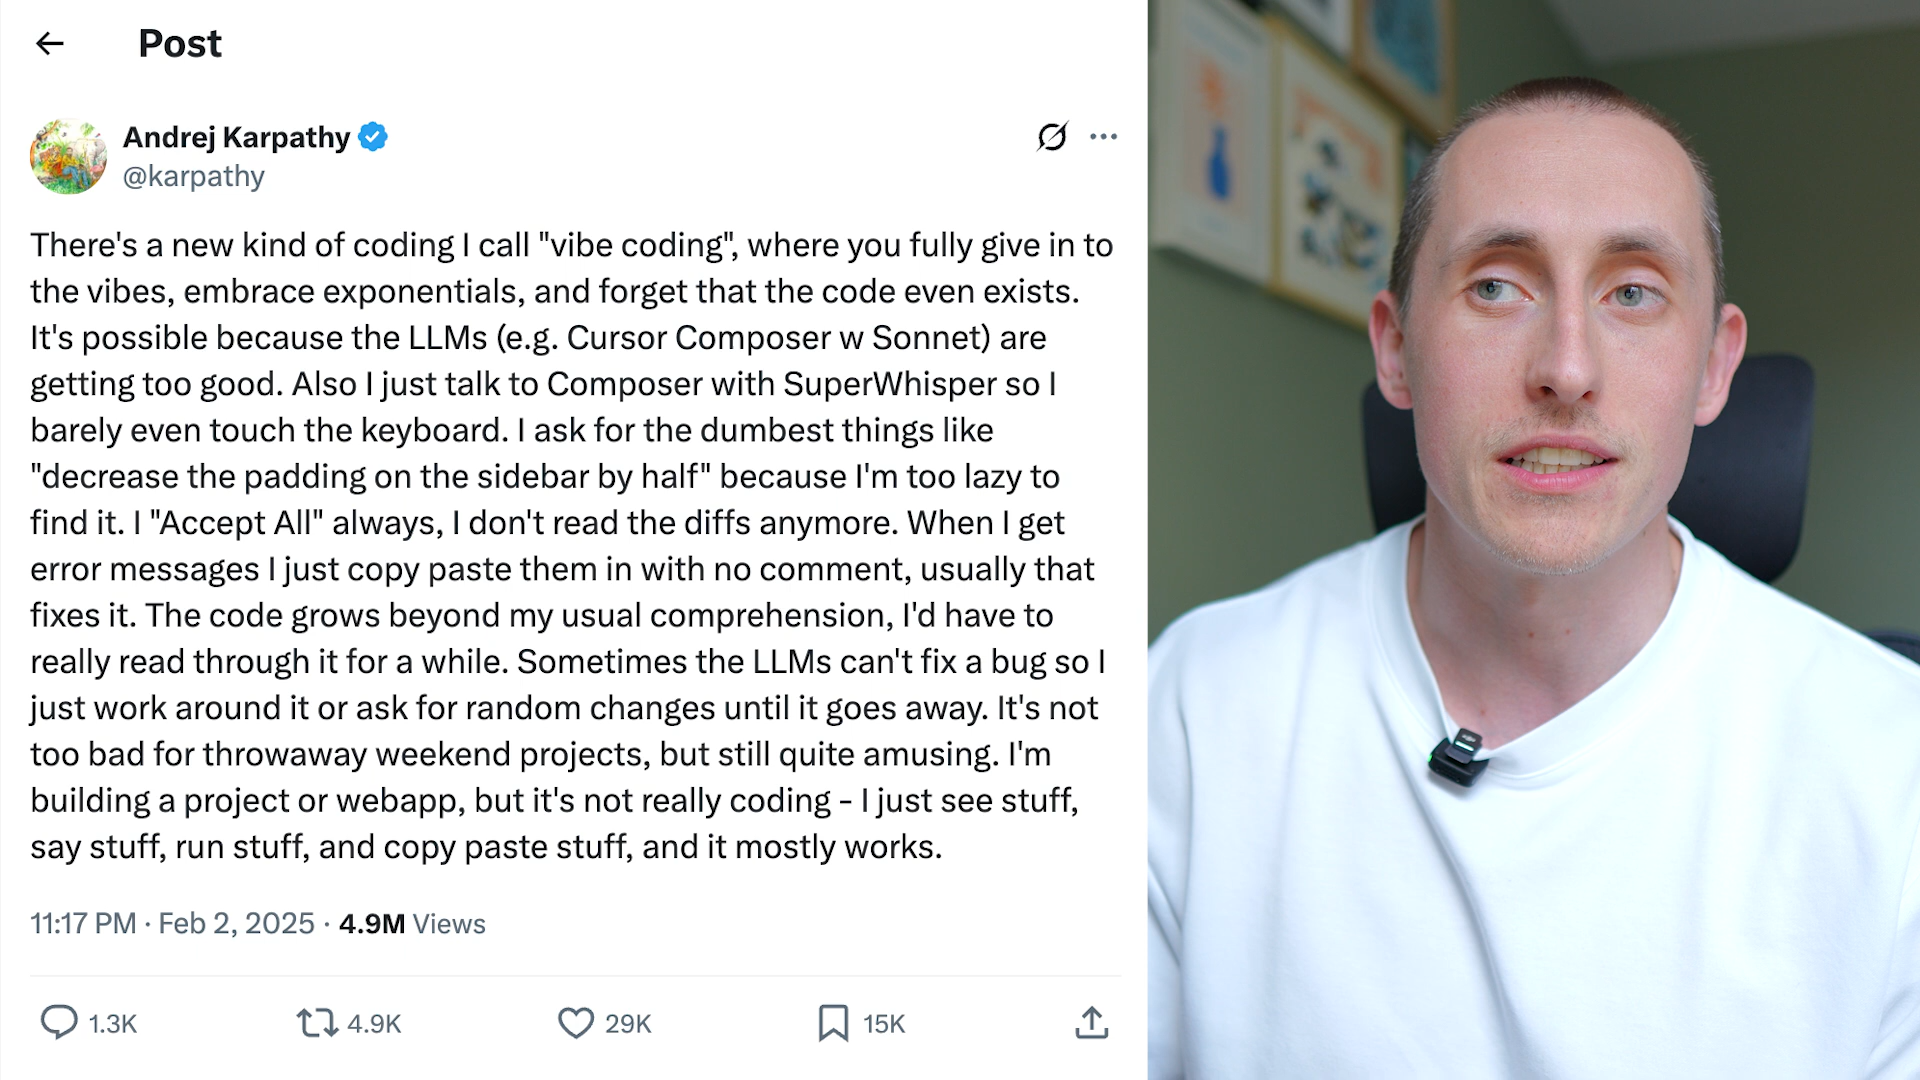 Post
Andrej Karpathy
@karpathy
There's a new kind of coding I call "vibe coding", where you fully give in to
the vibes, embrace exponentials, and forget that the code even exists.
It's possible because the LLMs (e.g. Cursor Composer w Sonnet) are
getting too good. Also I just talk to Composer with SuperWhisper so I
barely even touch the keyboard. I ask for the dumbest things like
"decrease the padding on the sidebar by half" because I'm too lazy to
find it. I "Accept All" always, I don't read the diffs anymore. When I get
error messages I just copy paste them in with no comment, usually that
fixes it. The code grows beyond my usual comprehension, I'd have to
really read through it for a while. Sometimes the LLMs can't fix a bug so I
just work around it or ask for random changes until it goes away. It's not
too bad for throwaway weekend projects, but still quite amusing. I'm
building a project or webapp, but it's not really coding - I just see stuff,
say stuff, run stuff, and copy paste stuff, and it mostly works.
11:17 PM · Feb 2, 2025 · 4.9M Views
1.3K 4.9K 29K 15K